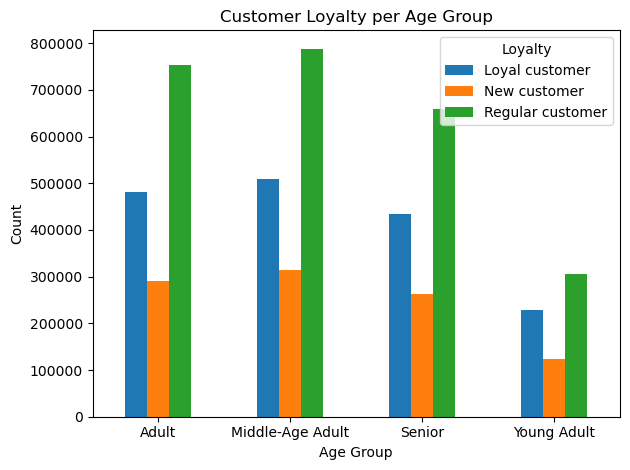 Customer Loyalty per Age Group
800000
700000
600000
500000
400000
300000
200000
100000
0
Count
Loyalty
Loyal customer
New customer
Regular customer
Adult
Middle-Age Adult
Senior
Young Adult
Age Group